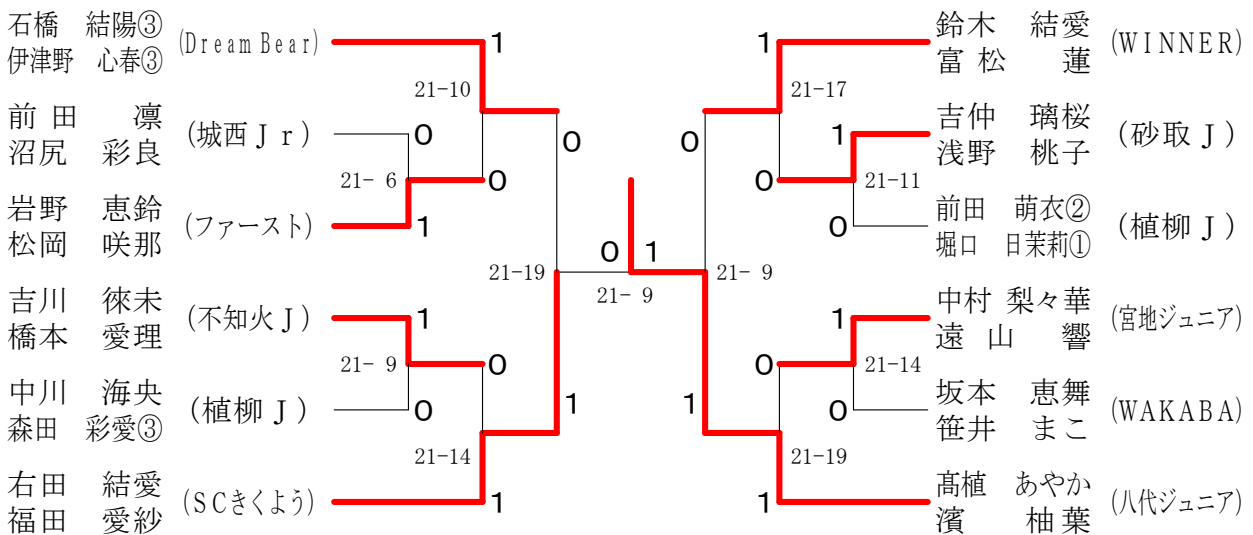 石橋 結陽③
伊津野 心春③
(Dream Bear)
1
21-10
前田 凛
沼尻 彩良
(城西Ｊｒ)
0
0
21- 6
岩野 恵鈴
松岡 咲那
(ファースト)
1
0
21-19
吉川 徠未
橋本 愛理
(不知火Ｊ)
1
21- 9
0
中川 海央
森田 彩愛③
(植柳Ｊ)
0
1
21-14
右田 結愛
福田 愛紗
(SCきくよう)
1
0
1
21- 9
鈴木 結愛
富松 蓮
(WINNER)
1
21-17
吉仲 璃桜
浅野 桃子
(砂取Ｊ)
1
0
0
21-11
前田 萌衣②
堀口 日茉莉①
(植柳Ｊ)
0
21- 9
中村 梨々華
遠山 響
(宮地ジュニア)
1
0
21-14
坂本 恵舞
笹井 まこ
(WAKABA)
0
1
21-19
髙植 あやか
濱 柚葉
(八代ジュニア)
1